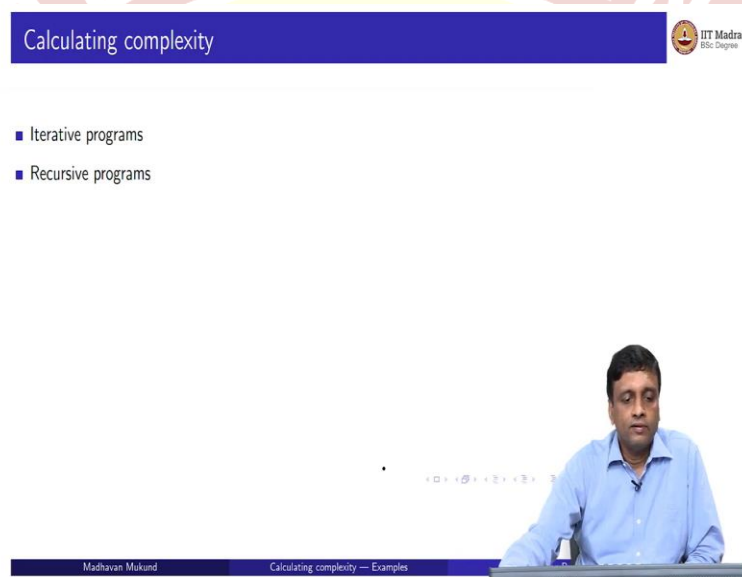 Calculating complexity
IIT Madra
BSc Degree
Iterative programs
Recursive programs
Madhavan Mukund
Calculating complexity — Examples